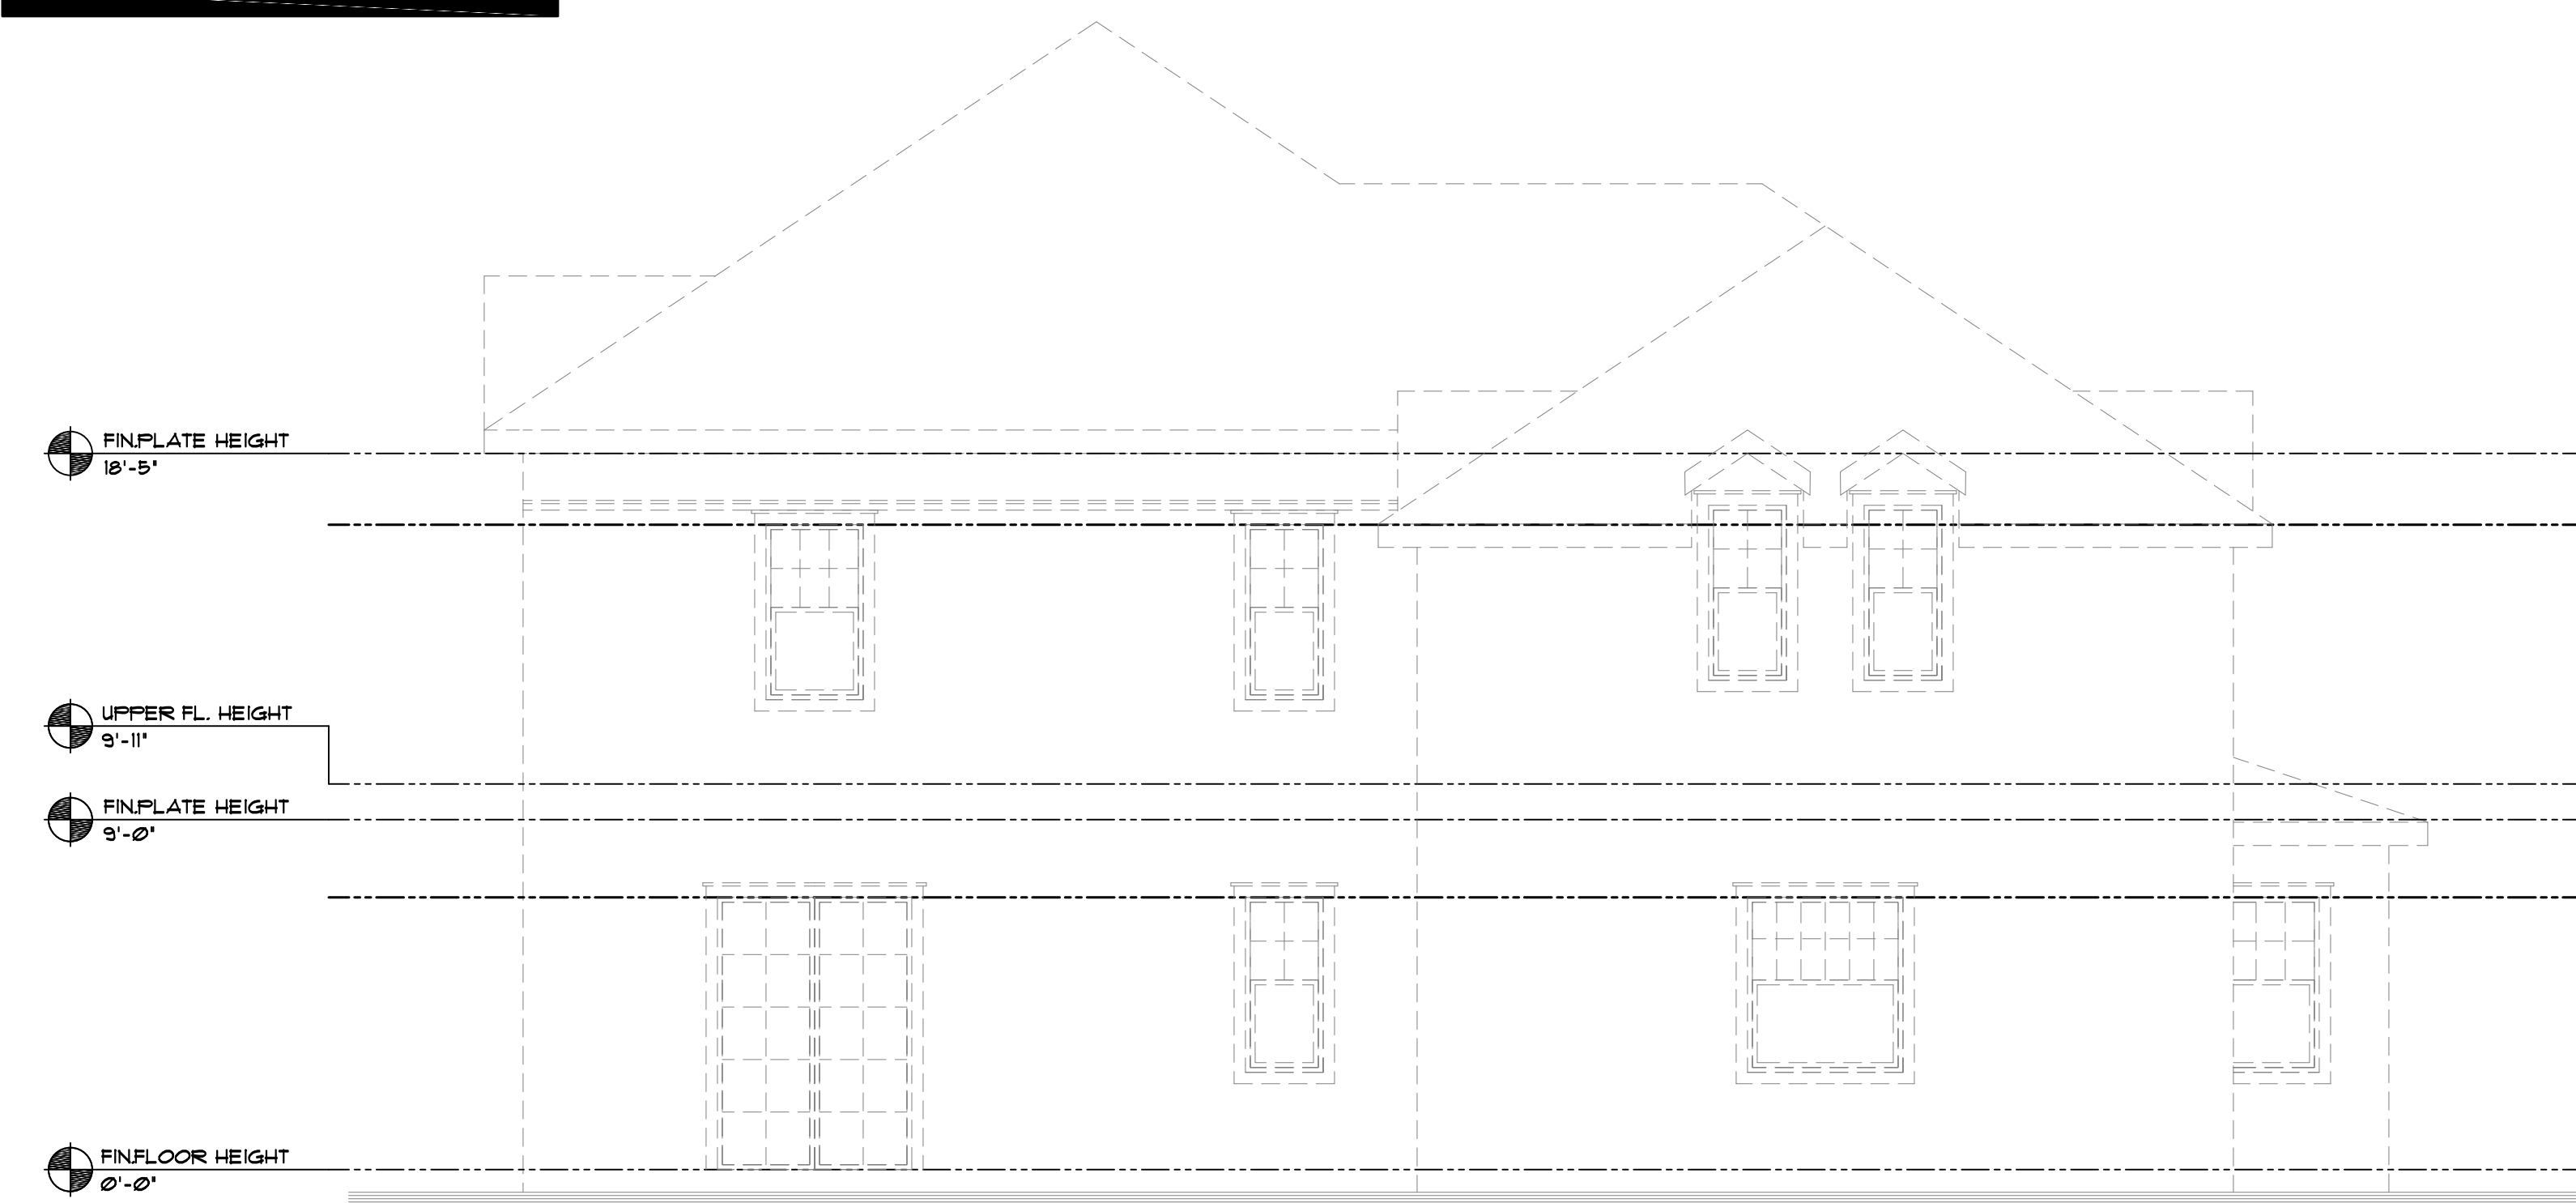 FIN.PLATE HEIGHT
18'-5"
UPPER FL. HEIGHT
9'-11"
FIN.PLATE HEIGHT
9'-0"
FIN.FLOOR HEIGHT
0'-0"